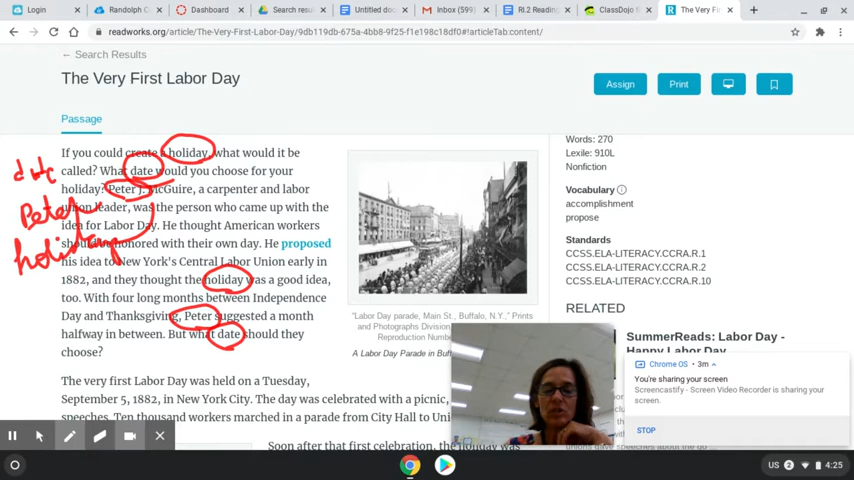 Login
Randolph Co
Dashboard
Search resu
Untitled doc
Inbox (599)
RI.2 Reading
ClassDojo S
The Very Firs
readworks.org/article/The-Very-First-Labor-Day/9db119db-675a-4bb8-9f25-f1e198c18df0#!articleTab:content/
← Search Results
The Very First Labor Day
Assign
Print
Passage
If you could create a holiday, what would it be
called? What date would you choose for your
holiday? Peter J. McGuire, a carpenter and labor
union leader, was the person who came up with the
idea for Labor Day. He thought American workers
should be honored with their own day. He proposed
his idea to New York's Central Labor Union early in
1882, and they thought the holiday was a good idea,
too. With four long months between Independence
Day and Thanksgiving, Peter suggested a month
halfway in between. But what date should they
choose?
The very first Labor Day was held on a Tuesday,
September 5, 1882, in New York City. The day was celebrated with a picnic,
speeches. Ten thousand workers marched in a parade from City Hall to Uni
Soon after that first celebration, the holiday was
date
Peter
holiday
"Labor Day parade, Main St., Buffalo, N.Y.," Prints
and Photographs Division
Reproduction Numb
A Labor Day Parade in Buff
Words: 270
Lexile: 910L
Nonfiction
Vocabulary
accomplishment
propose
Standards
CCSS.ELA-LITERACY.CCRA.R.1
CCSS.ELA-LITERACY.CCRA.R.2
CCSS.ELA-LITERACY.CCRA.R.10
RELATED
SummerReads: Labor Day -
Happy Labor Day
Chrome OS · 3m
You're sharing your screen
Screencastify - Screen Video Recorder is sharing your
screen.
STOP
unions gave speeches about the go
US 2 4:25